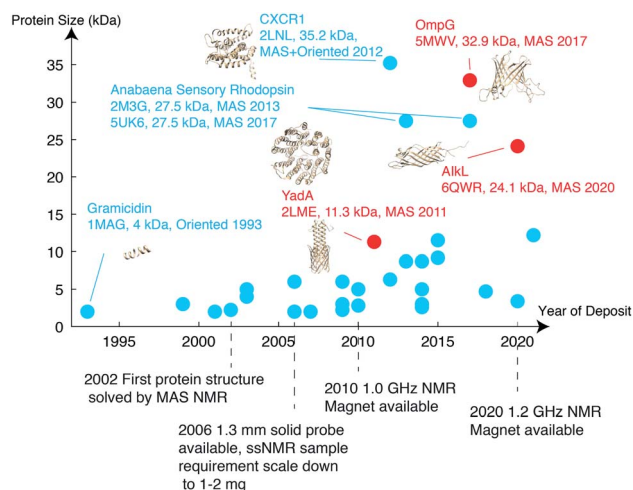 Protein Size (kDa)
CXCR1
2LNL, 35.2 kDa,
MAS+Oriented 2012
OmpG
5MWV, 32.9 kDa, MAS 2017
Anabaena Sensory Rhodopsin
2M3G, 27.5 kDa, MAS 2013
5UK6, 27.5 kDa, MAS 2017
AlkL
6QWR, 24.1 kDa, MAS 2020
YadA
2LME, 11.3 kDa, MAS 2011
Gramicidin
1MAG, 4 kDa, Oriented 1993
35
30
25
20
15
10
5
0
1995
2000
2005
2010
2015
2020
Year of Deposit
2002 First protein structure
solved by MAS NMR
2006 1.3 mm solid probe
available, ssNMR sample
requirement scale down
to 1-2 mg
2010 1.0 GHz NMR
Magnet available
2020 1.2 GHz NMR
Magnet available